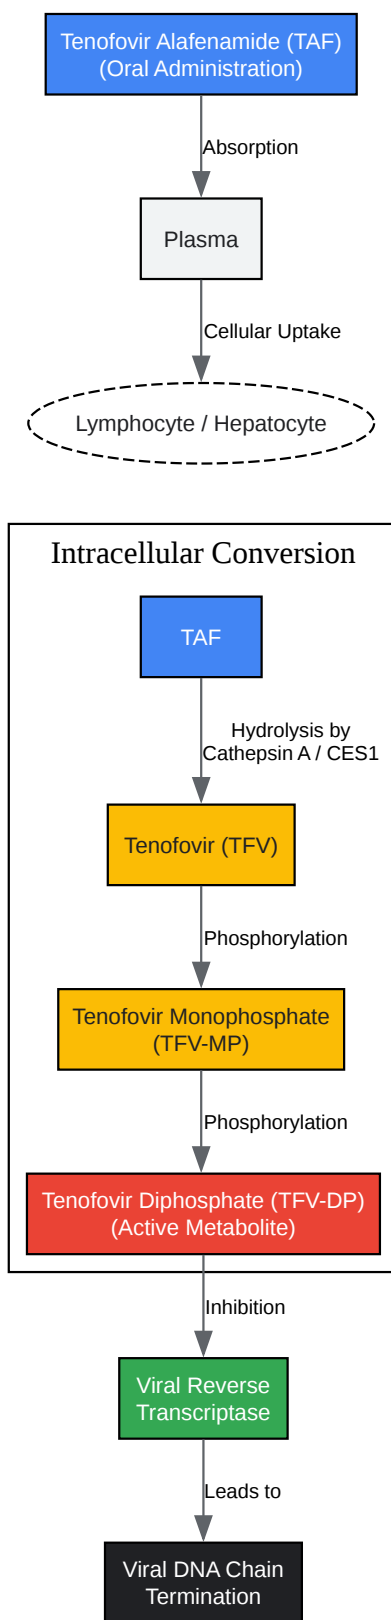 Tenofovir Alafenamide (TAF)
(Oral Administration)
Absorption
Plasma
Cellular Uptake
Lymphocyte / Hepatocyte
Intracellular Conversion
TAF
Hydrolysis by
Cathepsin A / CES1
Tenofovir (TFV)
Phosphorylation
Tenofovir Monophosphate
(TFV-MP)
Phosphorylation
Tenofovir Diphosphate (TFV-DP)
(Active Metabolite)
Inhibition
Viral Reverse
Transcriptase
Leads to
Viral DNA Chain
Termination